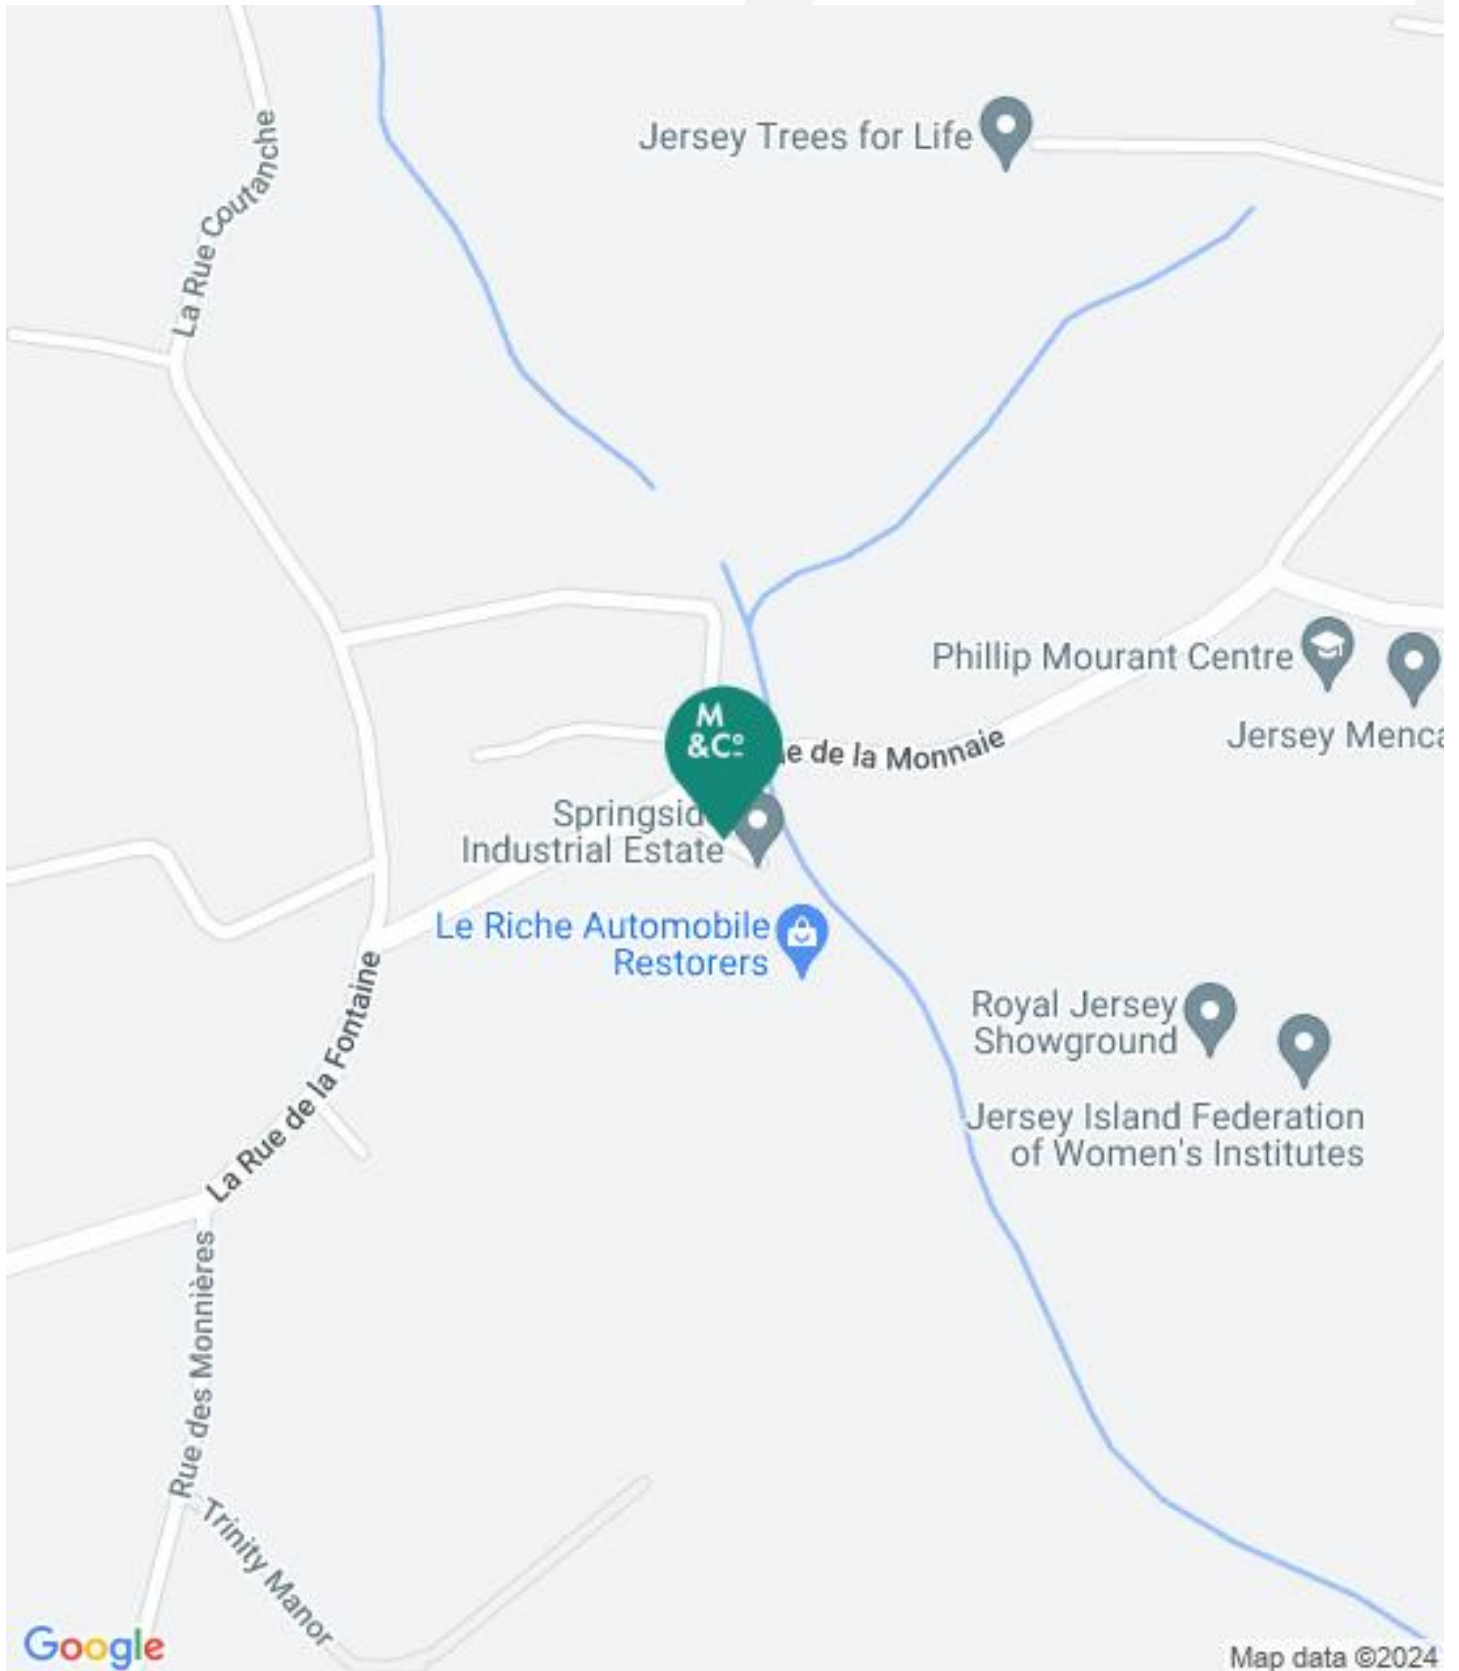 Jersey Trees for Life
La Rue Coutanche
Phillip Mourant Centre
Jersey
M
&Cº
de la Monnaie
Industrial Estate
Le Riche Automobile
Restorers
Royal Jersey
Showground
La Rue de la Fontaine
Jersey Island Federation
of Women's Institutes
Rue des Monnières
Trinity Manor
Google
Map data ©2024